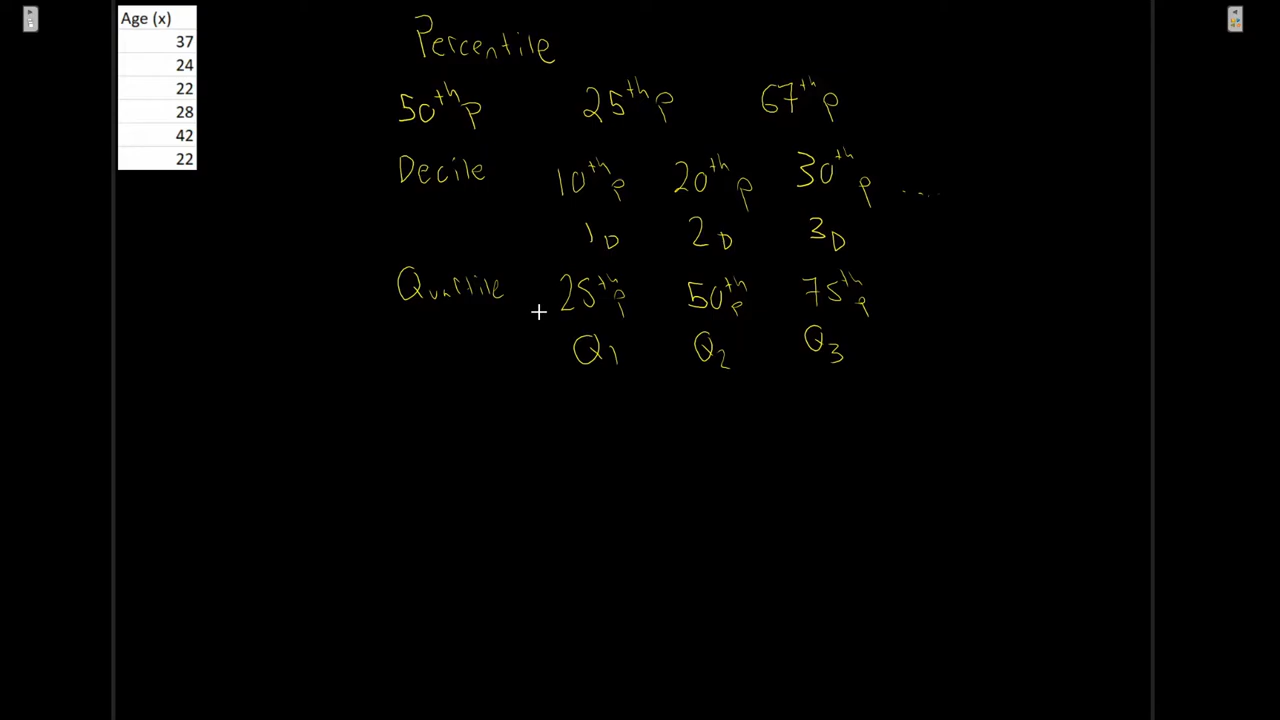 Age (x)
37
24
22
28
42
22
Percentile
50th p 25th p 67th p
Decile 10th p 20th p 30th p ....
1D 2D 3D
Quartile 25th p 50th p 75th p
Q1 Q2 Q3